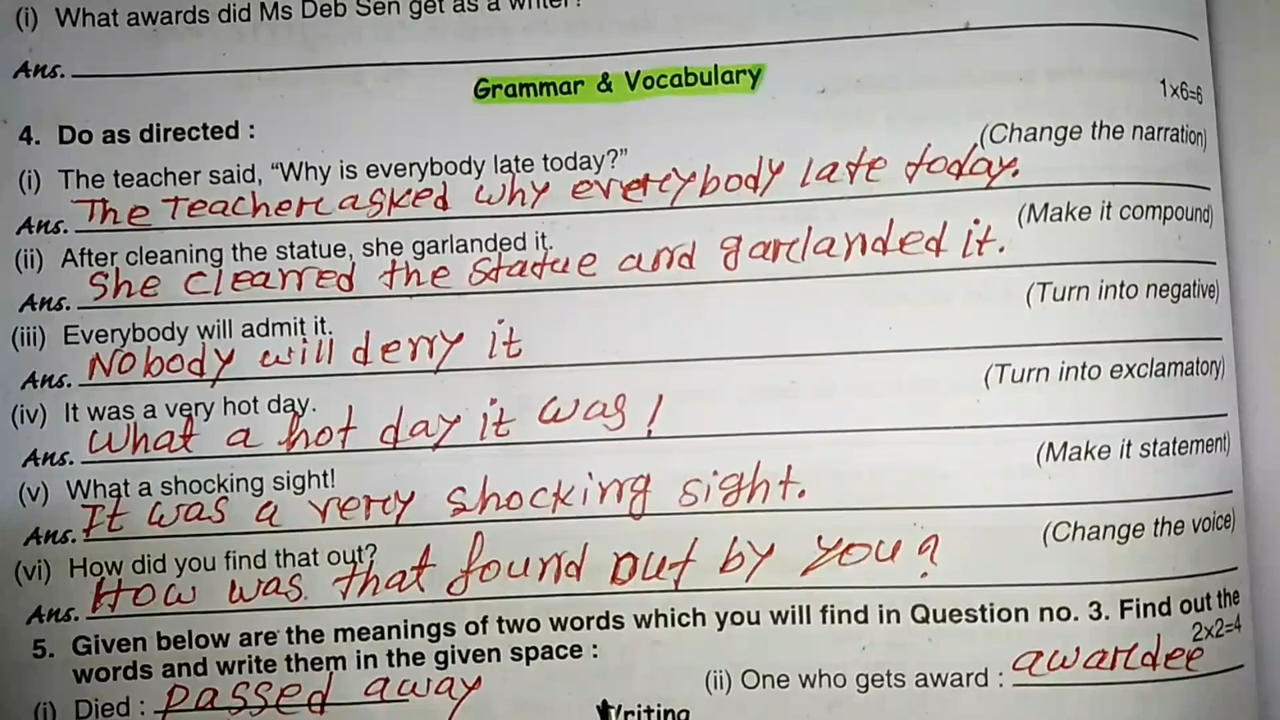 (i) What awards did Ms Deb Sen get as a writer?
Ans.
Grammar & Vocabulary
1×6=6
4. Do as directed :
(i) The teacher said, “Why is everybody late today?” (Change the narration)
Ans. The Teacher asked why everybody late today.
(ii) After cleaning the statue, she garlanded it. (Make it compound)
Ans. She cleaned the statue and garlanded it.
(iii) Everybody will admit it. (Turn into negative)
Ans. Nobody will deny it
(iv) It was a very hot day. (Turn into exclamatory)
Ans. What a hot day it was!
(v) What a shocking sight! (Make it statement)
Ans. It was a very shocking sight.
(vi) How did you find that out? (Change the voice)
Ans. How was that found out by you?
5. Given below are the meanings of two words which you will find in Question no. 3. Find out the
words and write them in the given space : 2×2=4
(i) Died : passed away (ii) One who gets award : awardee
Writing